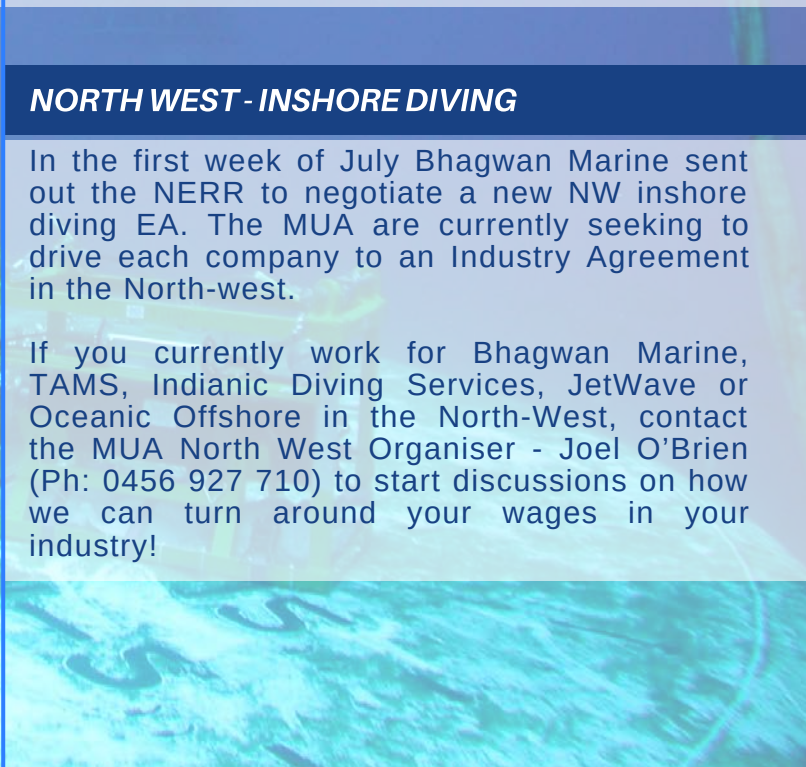 NORTH WEST - INSHORE DIVING
In the first week of July Bhagwan Marine sent
out the NERR to negotiate a new NW inshore
diving EA. The MUA are currently seeking to
drive each company to an Industry Agreement
in the North-west.
If you currently work for Bhagwan Marine,
TAMS, Indianic Diving Services, JetWave or
Oceanic Offshore in the North-West, contact
the MUA North West Organiser - Joel O’Brien
(Ph: 0456 927 710) to start discussions on how
we can turn around your wages in your
industry!